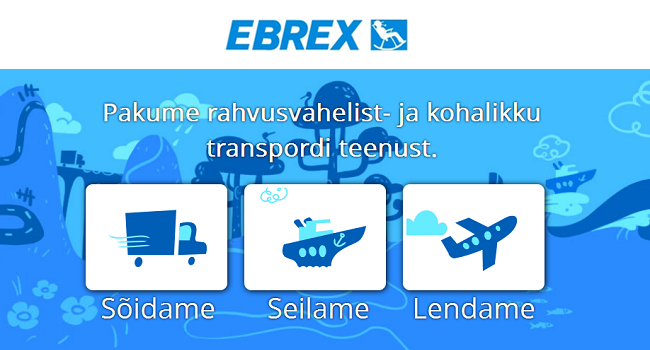 EBREX
Pakume rahvusvahelist- ja kohalikku
transpordi teenust.
Sõidame
Seilame
Lendame